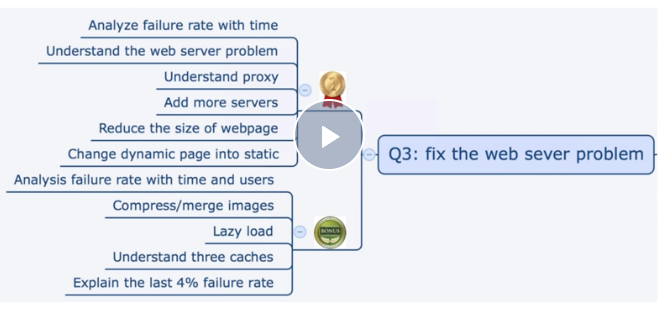 Analyze failure rate with time
Understand the web server problem
Understand proxy
Add more servers
Reduce the size of webpage
Change dynamic page into static
Q3: fix the web sever problem
Analysis failure rate with time and users
Compress/merge images
Lazy load
BONUS
Understand three caches
Explain the last 4% failure rate